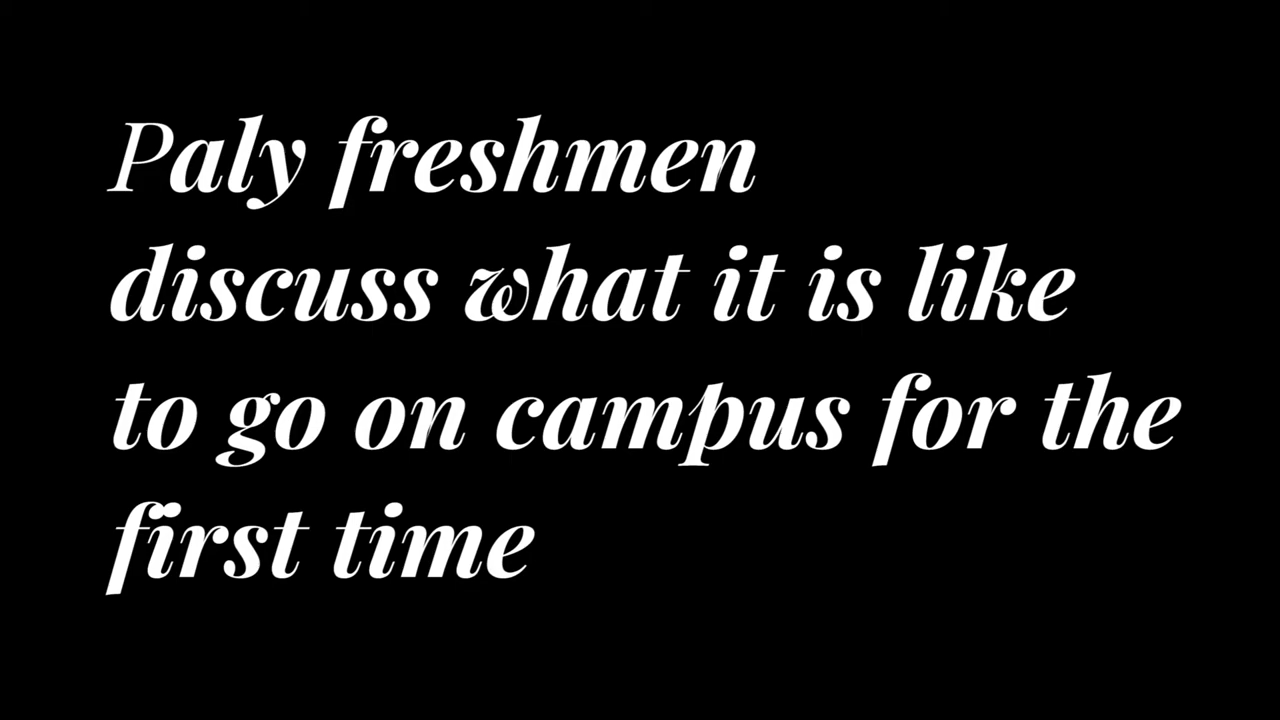 Paly freshmen
discuss what it is like
to go on campus for the
first time